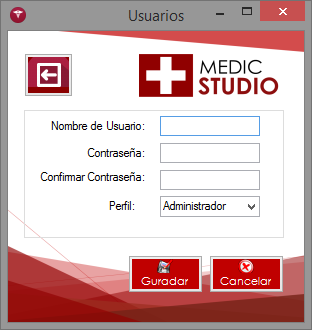 Usuarios
MEDIC
STUDIO
Nombre de Usuario:
Contraseña:
Confirmar Contraseña:
Perfil: Administrador
Guradar Cancelar